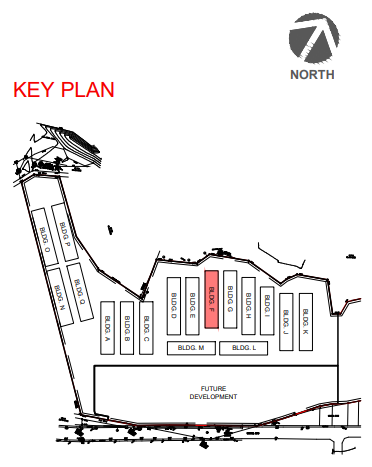 NORTH
KEY PLAN
BLDG. O
BLDG. P
BLDG. N
BLDG. Q
BLDG. A
BLDG. B
BLDG. C
BLDG. D
BLDG. E
BLDG. F
BLDG. G
BLDG. H
BLDG. I
BLDG. J
BLDG. K
BLDG. M
BLDG. L
FUTURE
DEVELOPMENT